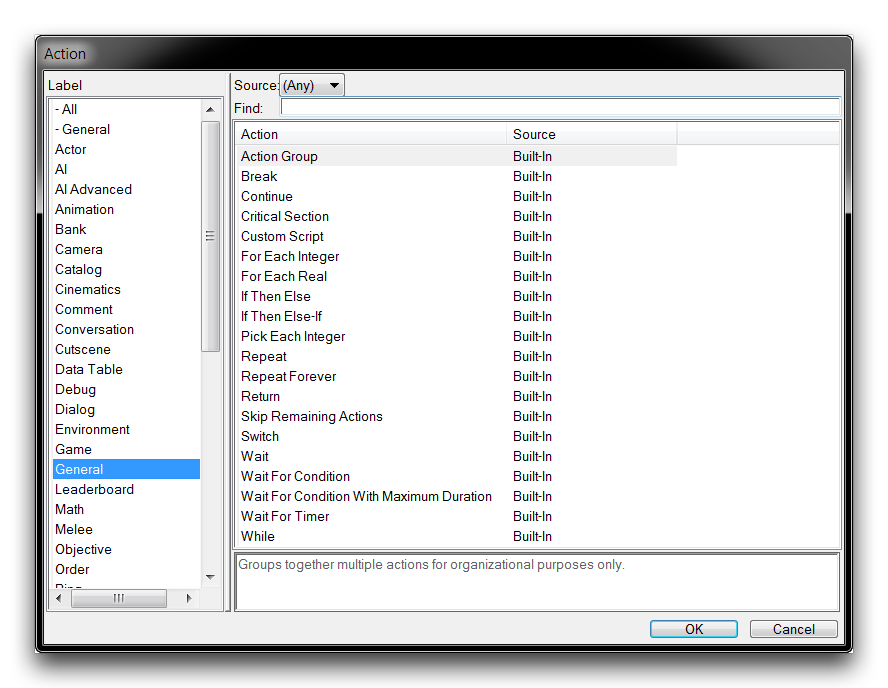 Action
Label
- All
- General
Actor
AI
AI Advanced
Animation
Bank
Camera
Catalog
Cinematics
Comment
Conversation
Cutscene
Data Table
Debug
Dialog
Environment
Game
General
Leaderboard
Math
Melee
Objective
Order
Source: (Any)
Find:
Action Source
Action Group Built-In
Break Built-In
Continue Built-In
Critical Section Built-In
Custom Script Built-In
For Each Integer Built-In
For Each Real Built-In
If Then Else Built-In
If Then Else-If Built-In
Pick Each Integer Built-In
Repeat Built-In
Repeat Forever Built-In
Return Built-In
Skip Remaining Actions Built-In
Switch Built-In
Wait Built-In
Wait For Condition Built-In
Wait For Condition With Maximum Duration Built-In
Wait For Timer Built-In
While Built-In
Groups together multiple actions for organizational purposes only.
OK Cancel